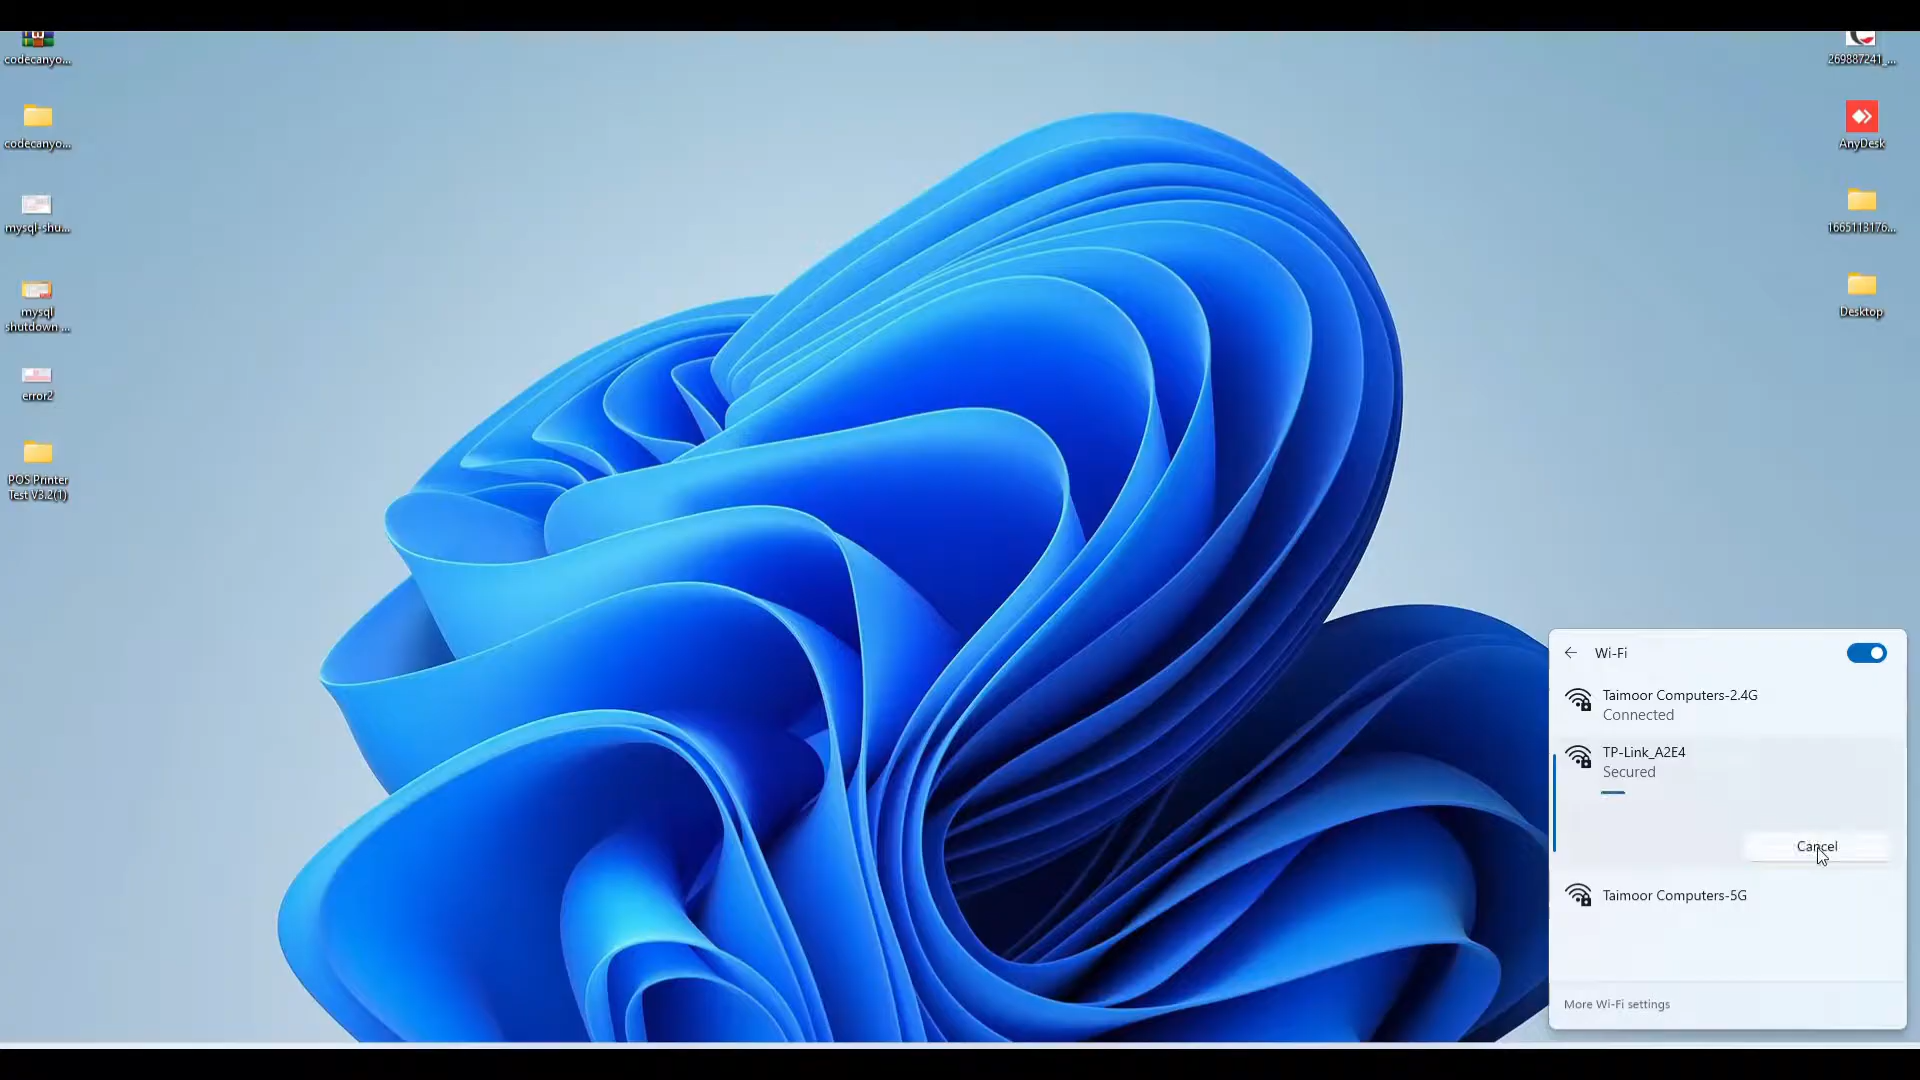 codecanyo...
codecanyo...
mysql-shu...
mysql
shutdown ...
error2
POS Printer
Test V3.2(1)
269887241_...
AnyDesk
1665113176...
Desktop
Wi-Fi
Taimoor Computers-2.4G
Connected
TP-Link_A2E4
Secured
Cancel
Taimoor Computers-5G
More Wi-Fi settings